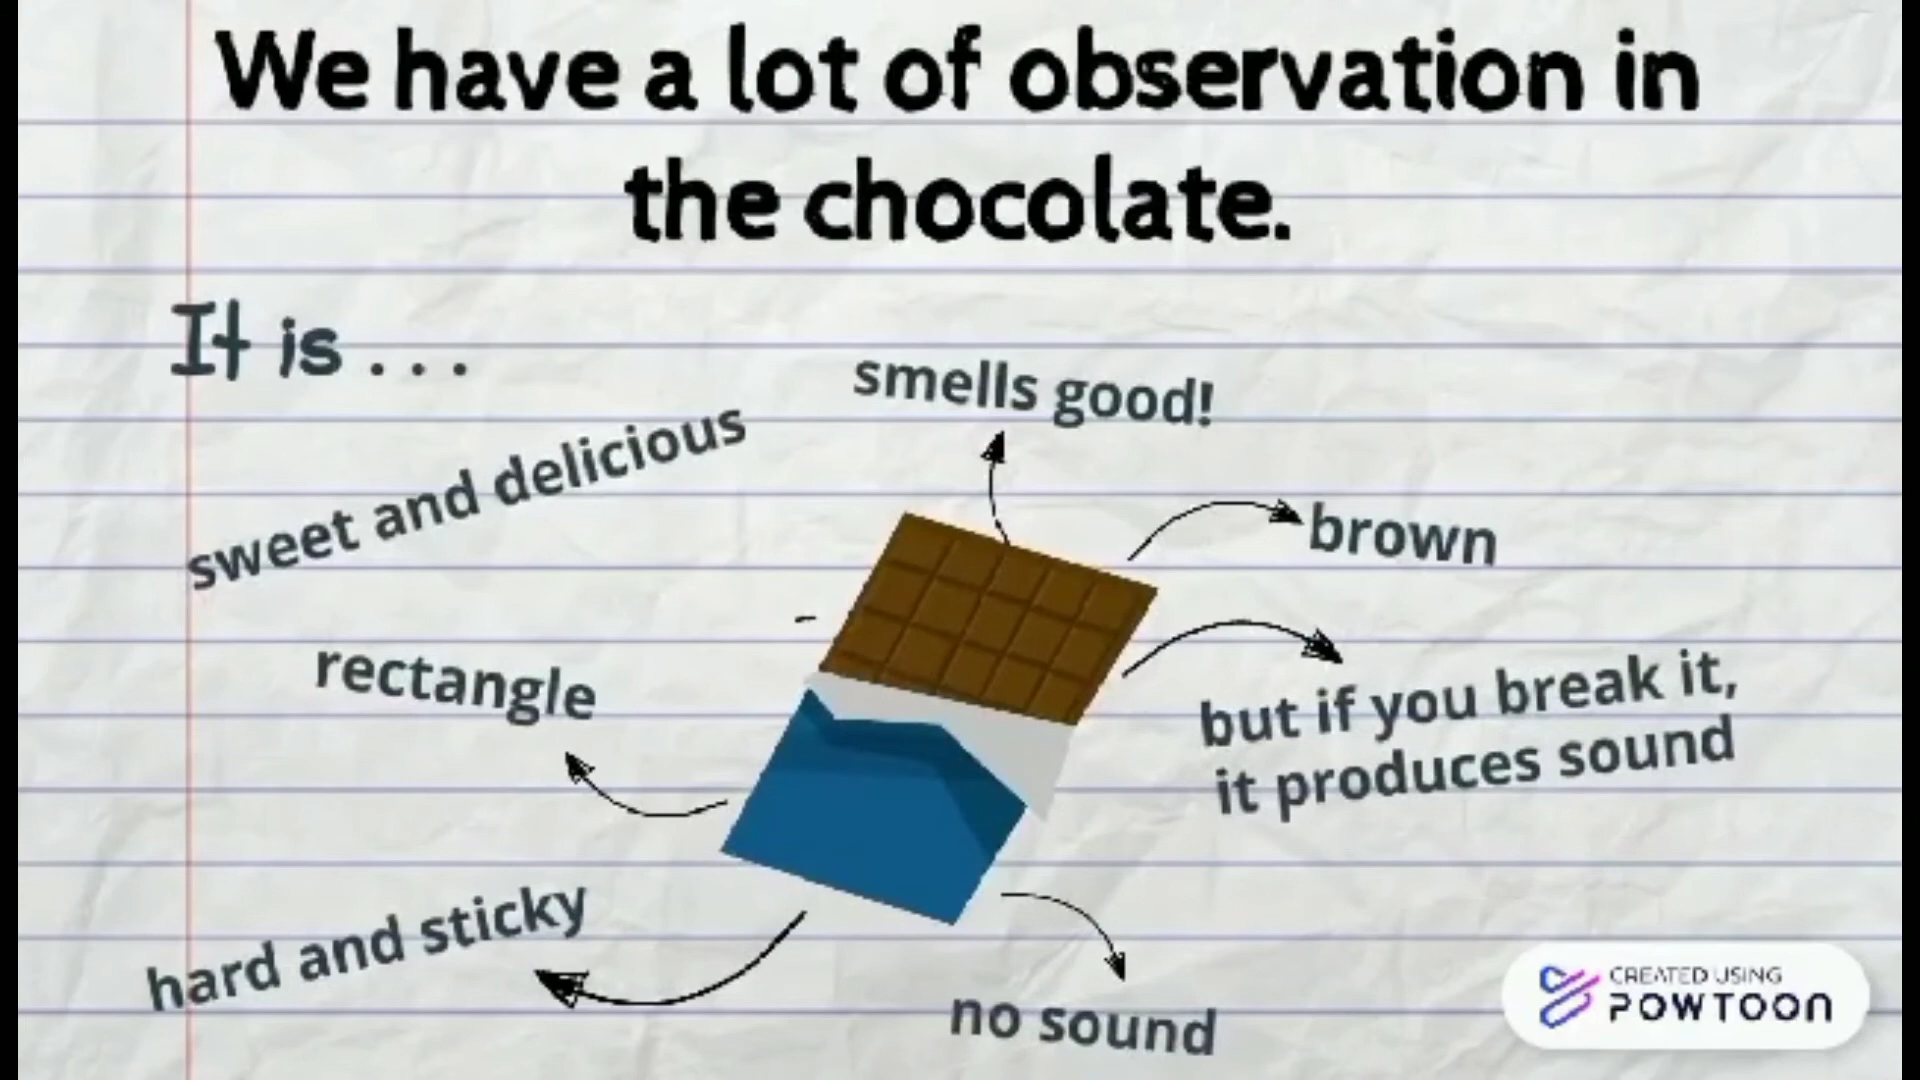 We have a lot of observation in
the chocolate.
It is . . .
smells good!
sweet and delicious
brown
rectangle
but if you break it,
it produces sound
hard and sticky
no sound
CREATED USING
POWTOON